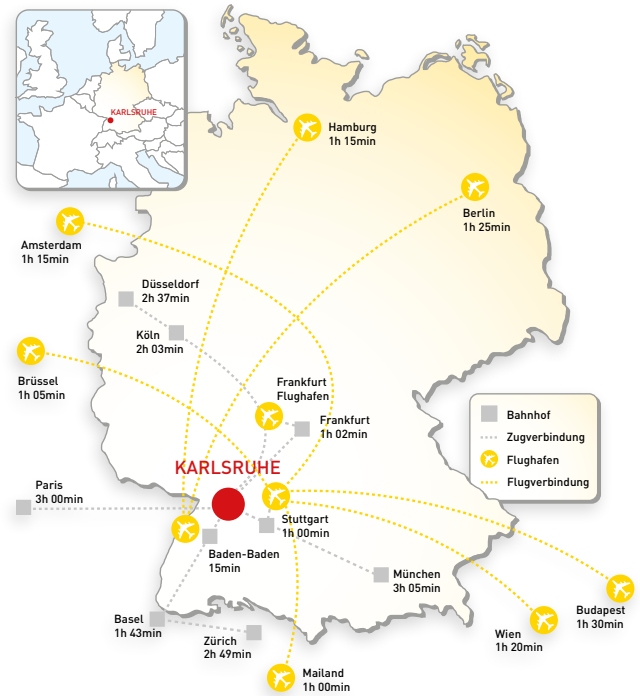 KARLSRUHE
Hamburg
1h 15min
Berlin
1h 25min
Amsterdam
1h 15min
Düsseldorf
2h 37min
Köln
2h 03min
Brüssel
1h 05min
Frankfurt
Flughafen
Frankfurt
1h 02min
Bahnhof
Zugverbindung
Flughafen
Flugverbindung
KARLSRUHE
Paris
3h 00min
Stuttgart
1h 00min
Baden-Baden
15min
München
3h 05min
Basel
1h 43min
Zürich
2h 49min
Budapest
1h 30min
Wien
1h 20min
Mailand
1h 00min